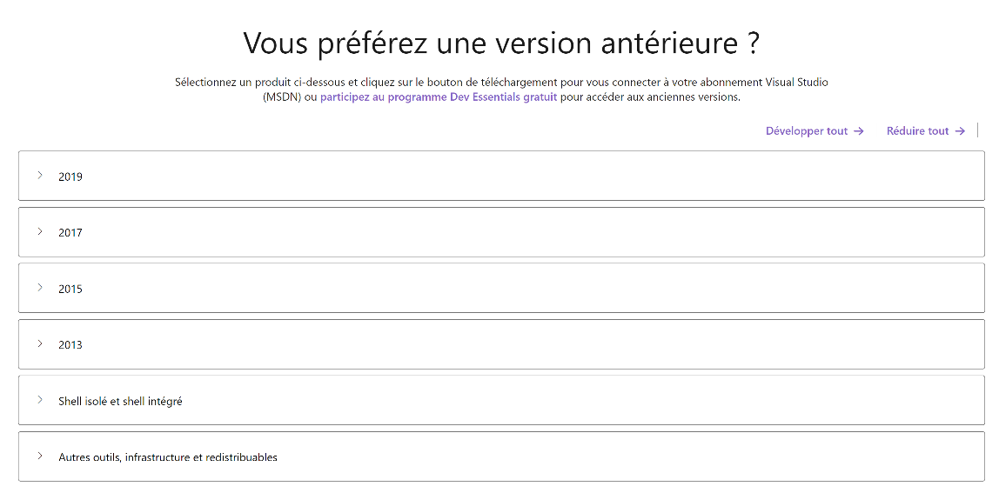 Vous préférez une version antérieure ?
Sélectionnez un produit ci-dessous et cliquez sur le bouton de téléchargement pour vous connecter à votre abonnement Visual Studio
(MSDN) ou participez au programme Dev Essentials gratuit pour accéder aux anciennes versions.
Développer tout → Réduire tout →
2019
2017
2015
2013
Shell isolé et shell intégré
Autres outils, infrastructure et redistribuables